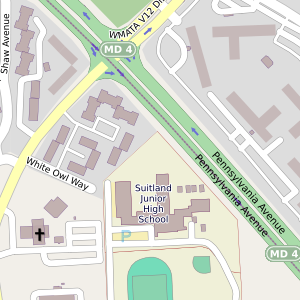 WMATA V12 Di
MD 4
Shaw Avenue
White Owl Way
Suitland
Junior
High
School
Pennsylvania Avenue
Pennsylvania Avenue
P
MD 4